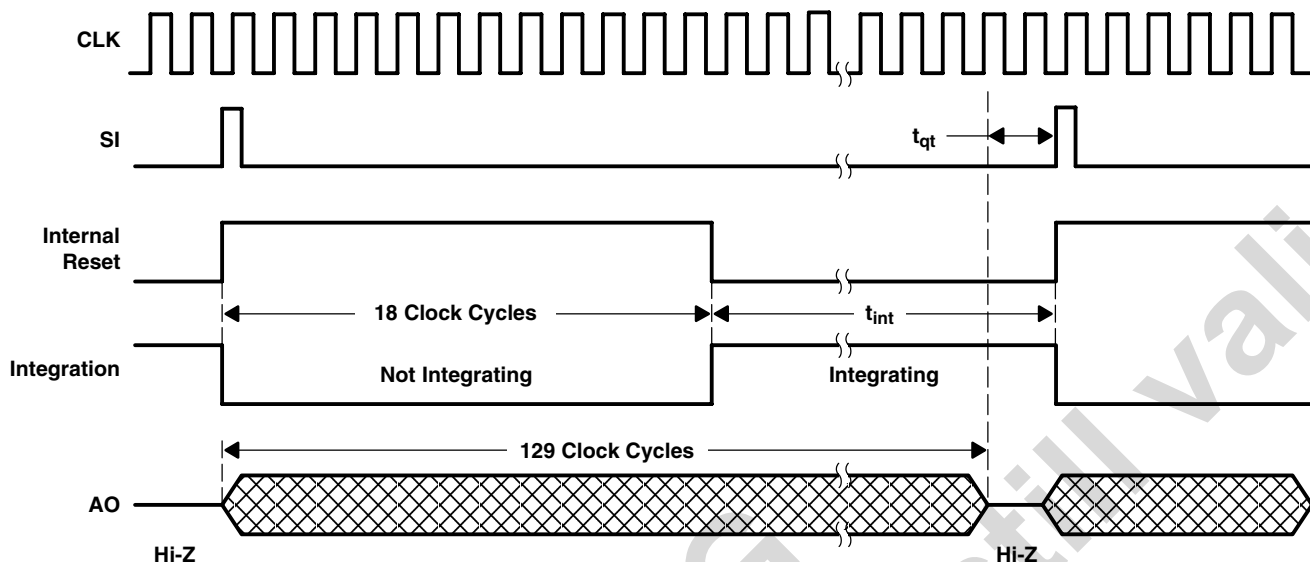 CLK
SI
t_qt
Internal
Reset
18 Clock Cycles
t_int
Integration
Not Integrating
Integrating
129 Clock Cycles
AO
Hi-Z
Hi-Z